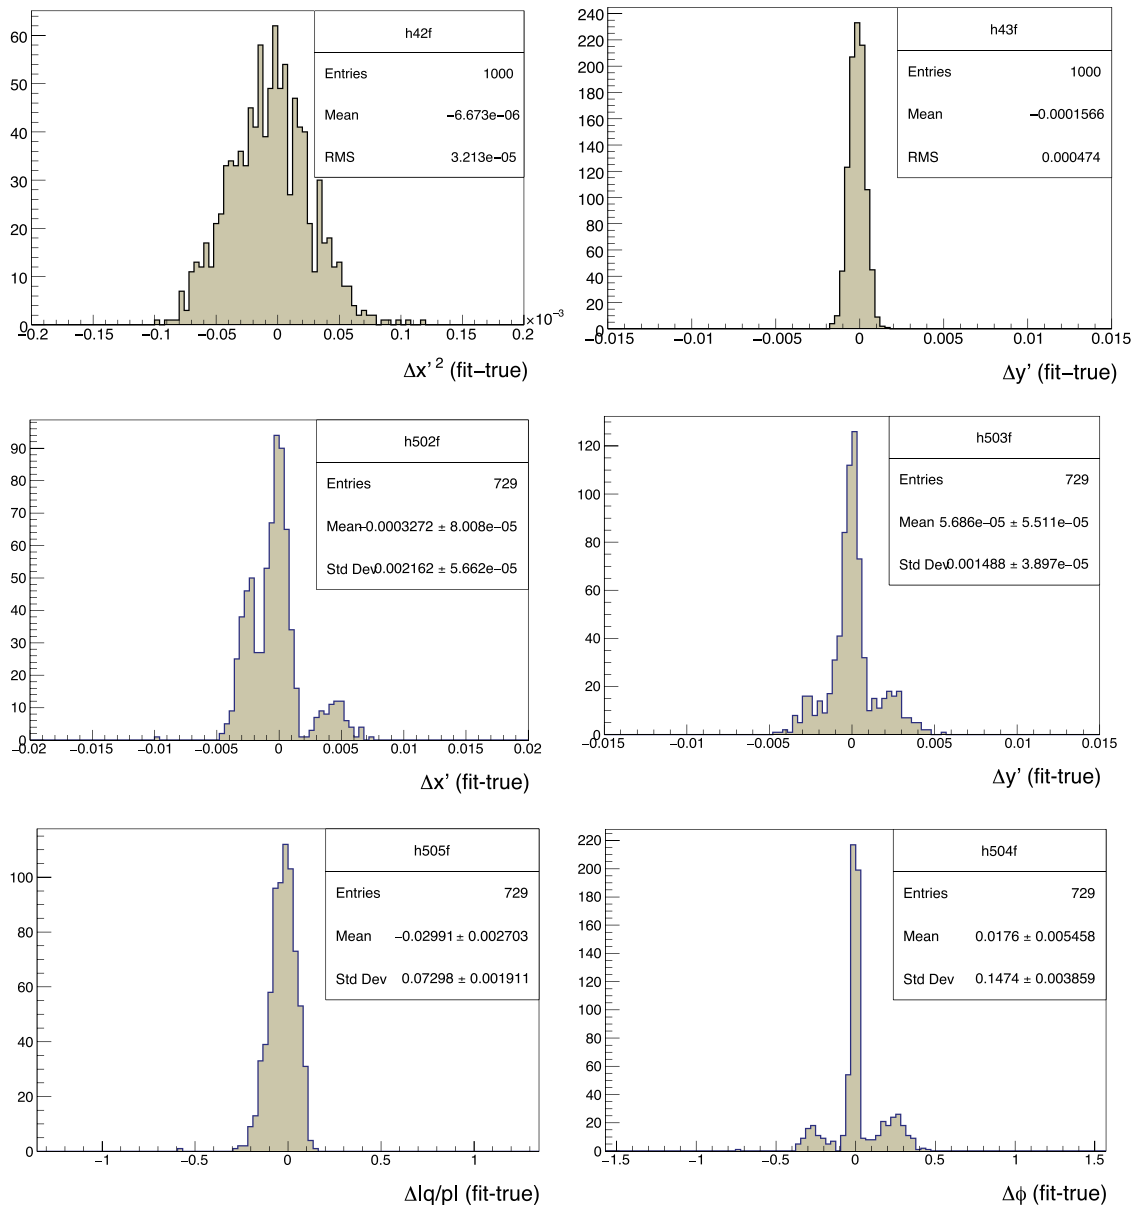 h42f
Entries 1000
Mean −6.673e−06
RMS 3.213e−05
60
50
40
30
20
10
0
−0.2 −0.15 −0.1 −0.05 0 0.05 0.1 0.15 0.2
×10−3
Δx’ 2 (fit–true)
h43f
Entries 1000
Mean −0.0001566
RMS 0.000474
240
220
200
180
160
140
120
100
80
60
40
20
0
−0.015 −0.01 −0.005 0 0.005 0.01 0.015
Δy’ (fit–true)
h502f
Entries 729
Mean −0.0003272 ± 8.008e−05
Std Dev 0.002162 ± 5.662e−05
90
80
70
60
50
40
30
20
10
0
−0.02 −0.015 −0.01 −0.005 0 0.005 0.01 0.015 0.02
Δx’ (fit-true)
h503f
Entries 729
Mean 5.686e−05 ± 5.511e−05
Std Dev 0.001488 ± 3.897e−05
120
100
80
60
40
20
0
−0.015 −0.01 −0.005 0 0.005 0.01 0.015
Δy’ (fit-true)
h505f
Entries 729
Mean −0.02991 ± 0.002703
Std Dev 0.07298 ± 0.001911
100
80
60
40
20
0
−1 −0.5 0 0.5 1
Δ|q/p| (fit-true)
h504f
Entries 729
Mean 0.0176 ± 0.005458
Std Dev 0.1474 ± 0.003859
220
200
180
160
140
120
100
80
60
40
20
0
−1.5 −1 −0.5 0 0.5 1 1.5
Δϕ (fit-true)